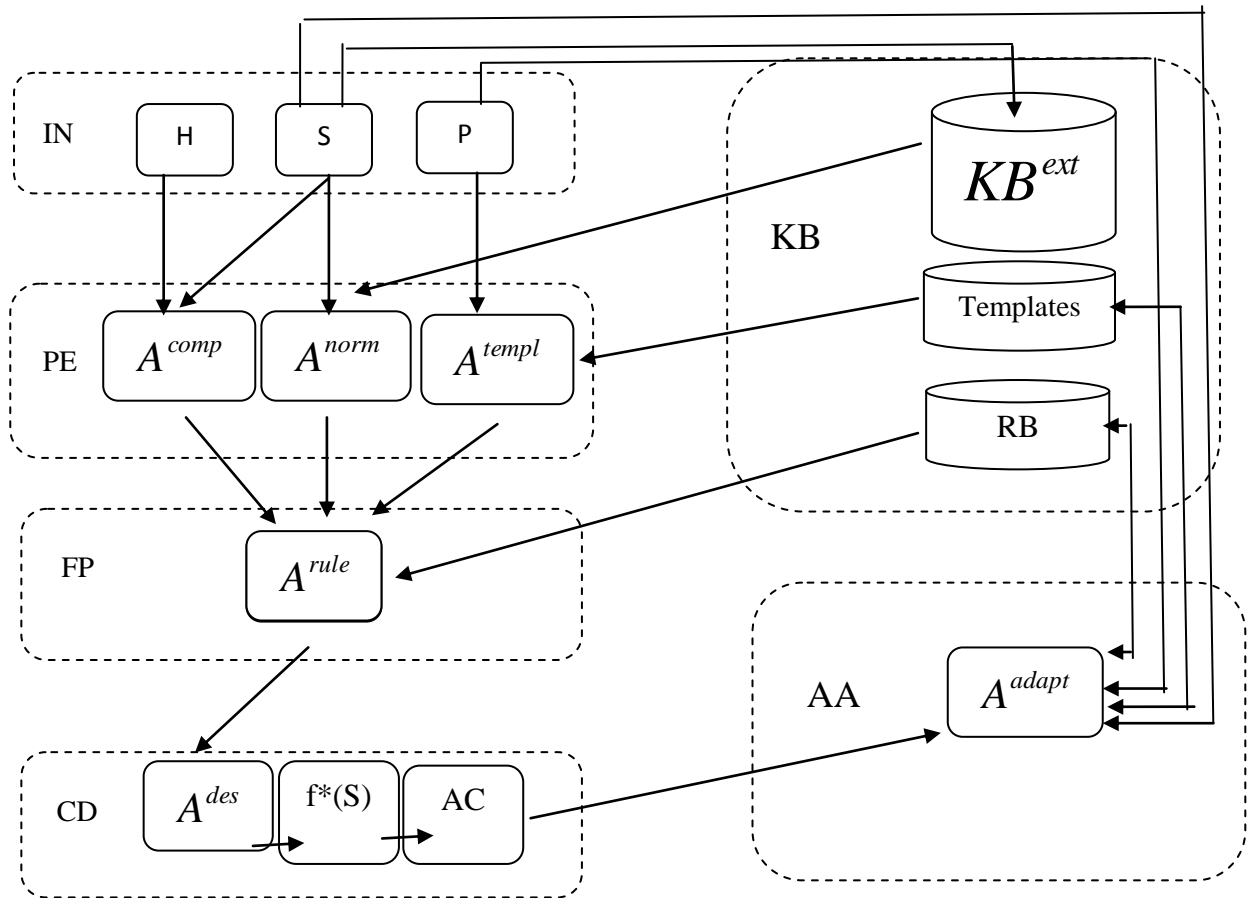 IN
H
S
P
KB
KB^ext
Templates
RB
PE
A^comp
A^norm
A^templ
FP
A^rule
AA
A^adapt
CD
A^des
f*(S)
AC